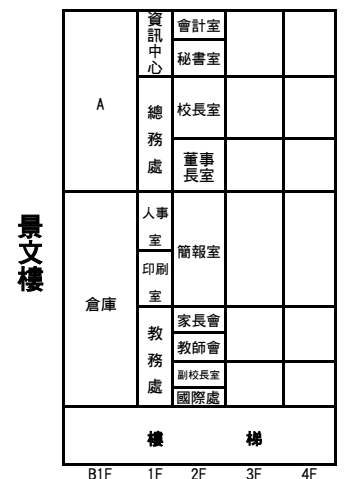 景文樓
資訊中心
會計室
秘書室
A
總務處
校長室
董事
長室
倉庫
人事
室
簡報室
印刷
室
教務處
家長會
教師會
副校長室
國際處
樓 梯
B1F 1F 2F 3F 4F